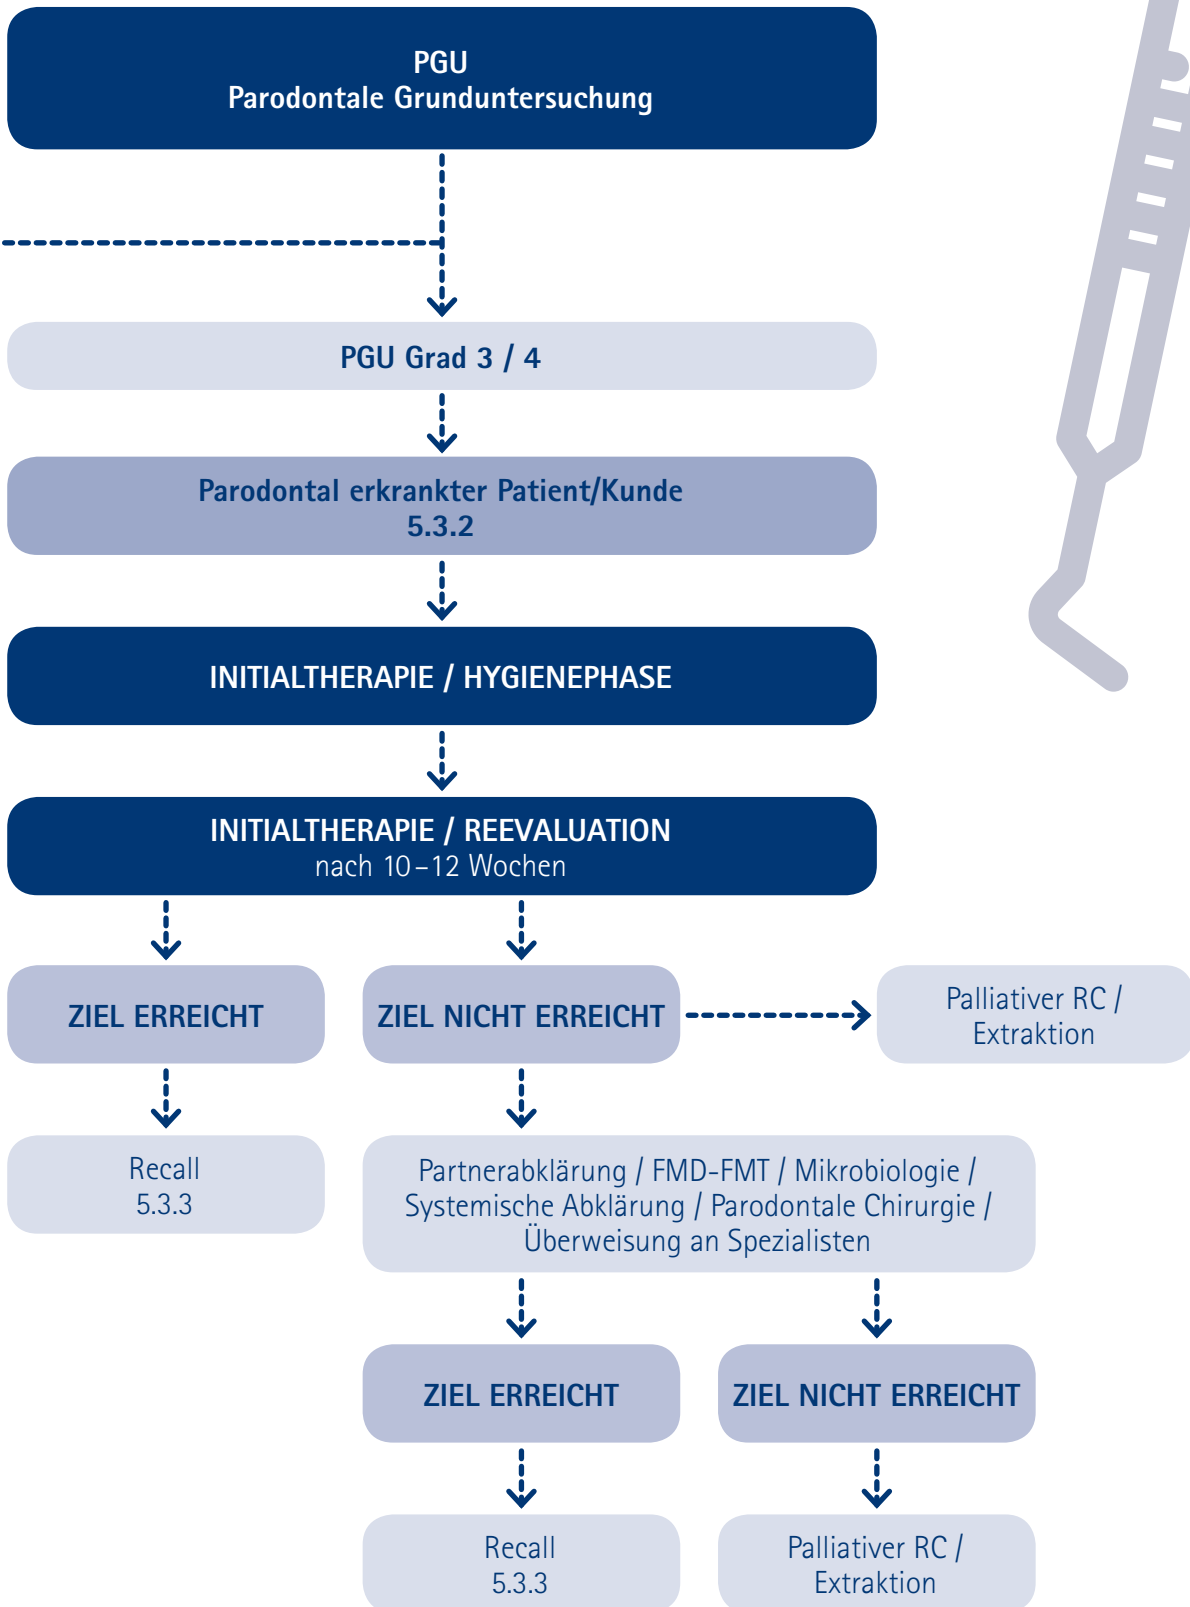 PGU
Parodontale Grunduntersuchung
PGU Grad 3 / 4
Parodontal erkrankter Patient/Kunde
5.3.2
INITIALTHERAPIE / HYGIENEPHASE
INITIALTHERAPIE / REEVALUATION
nach 10–12 Wochen
ZIEL ERREICHT
ZIEL NICHT ERREICHT
Palliativer RC /
Extraktion
Recall
5.3.3
Partnerabklärung / FMD-FMT / Mikrobiologie /
Systemische Abklärung / Parodontale Chirurgie /
Überweisung an Spezialisten
ZIEL ERREICHT
ZIEL NICHT ERREICHT
Recall
5.3.3
Palliativer RC /
Extraktion